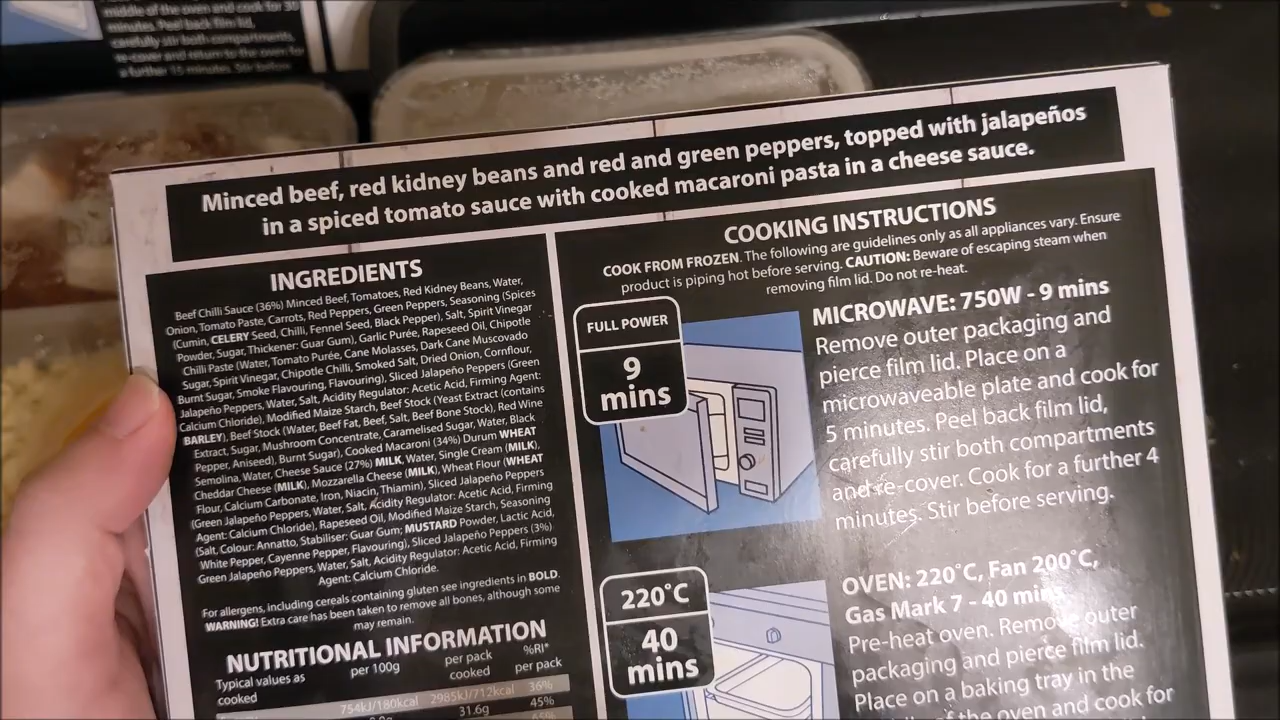 middle of the oven and cook for 30
minutes. Peel back film lid,
carefully stir both compartments,
re-cover and return to the oven for
a further 15 minutes. Stir before
Minced beef, red kidney beans and red and green peppers, topped with jalapeños
in a spiced tomato sauce with cooked macaroni pasta in a cheese sauce.
INGREDIENTS
Beef Chilli Sauce (36%) Minced Beef, Tomatoes, Red Kidney Beans, Water,
Onion, Tomato Paste, Carrots, Red Peppers, Green Peppers, Seasoning (Spices
(Cumin, CELERY Seed, Chilli, Fennel Seed, Black Pepper), Salt, Spirit Vinegar
Powder, Sugar, Thickener: Guar Gum), Garlic Purée, Rapeseed Oil, Chipotle
Chilli Paste (Water, Tomato Purée, Cane Molasses, Dark Cane Muscovado
Sugar, Spirit Vinegar, Chipotle Chilli, Smoked Salt, Dried Onion, Cornflour,
Burnt Sugar, Smoke Flavouring, Flavouring), Sliced Jalapeño Peppers (Green
Jalapeño Peppers, Water, Salt, Acidity Regulator: Acetic Acid, Firming Agent:
Calcium Chloride), Modified Maize Starch, Beef Stock (Yeast Extract (contains
BARLEY), Beef Stock (Water, Beef Fat, Beef, Salt, Beef Bone Stock), Red Wine
Extract, Sugar, Mushroom Concentrate, Caramelised Sugar, Water, Black
Pepper, Aniseed), Burnt Sugar), Cooked Macaroni (34%) Durum WHEAT
Semolina, Water, Cheese Sauce (27%) MILK, Water, Single Cream (MILK),
Cheddar Cheese (MILK), Mozzarella Cheese (MILK), Wheat Flour (WHEAT
Flour, Calcium Carbonate, Iron, Niacin, Thiamin), Sliced Jalapeño Peppers
(Green Jalapeño Peppers, Water, Salt, Acidity Regulator: Acetic Acid, Firming
Agent: Calcium Chloride), Rapeseed Oil, Modified Maize Starch, Seasoning
(Salt, Colour: Annatto, Stabiliser: Guar Gum; MUSTARD Powder, Lactic Acid,
White Pepper, Cayenne Pepper, Flavouring), Sliced Jalapeño Peppers (3%)
Green Jalapeño Peppers, Water, Salt, Acidity Regulator: Acetic Acid, Firming
Agent: Calcium Chloride.
For allergens, including cereals containing gluten see ingredients in BOLD.
WARNING! Extra care has been taken to remove all bones, although some
may remain.
NUTRITIONAL INFORMATION
Typical values as cooked per 100g per pack cooked %RI* per pack
754kJ/180kcal 2985kJ/712kcal 36%
31.6g 45%
COOKING INSTRUCTIONS
COOK FROM FROZEN. The following are guidelines only as all appliances vary. Ensure
product is piping hot before serving. CAUTION: Beware of escaping steam when
removing film lid. Do not re-heat.
FULL POWER
9
mins
MICROWAVE: 750W - 9 mins
Remove outer packaging and
pierce film lid. Place on a
microwaveable plate and cook for
5 minutes. Peel back film lid,
carefully stir both compartments
and re-cover. Cook for a further 4
minutes. Stir before serving.
220°C
40
mins
OVEN: 220°C, Fan 200°C,
Gas Mark 7 - 40 mins
Pre-heat oven. Remove outer
packaging and pierce film lid.
Place on a baking tray in the
of the oven and cook for